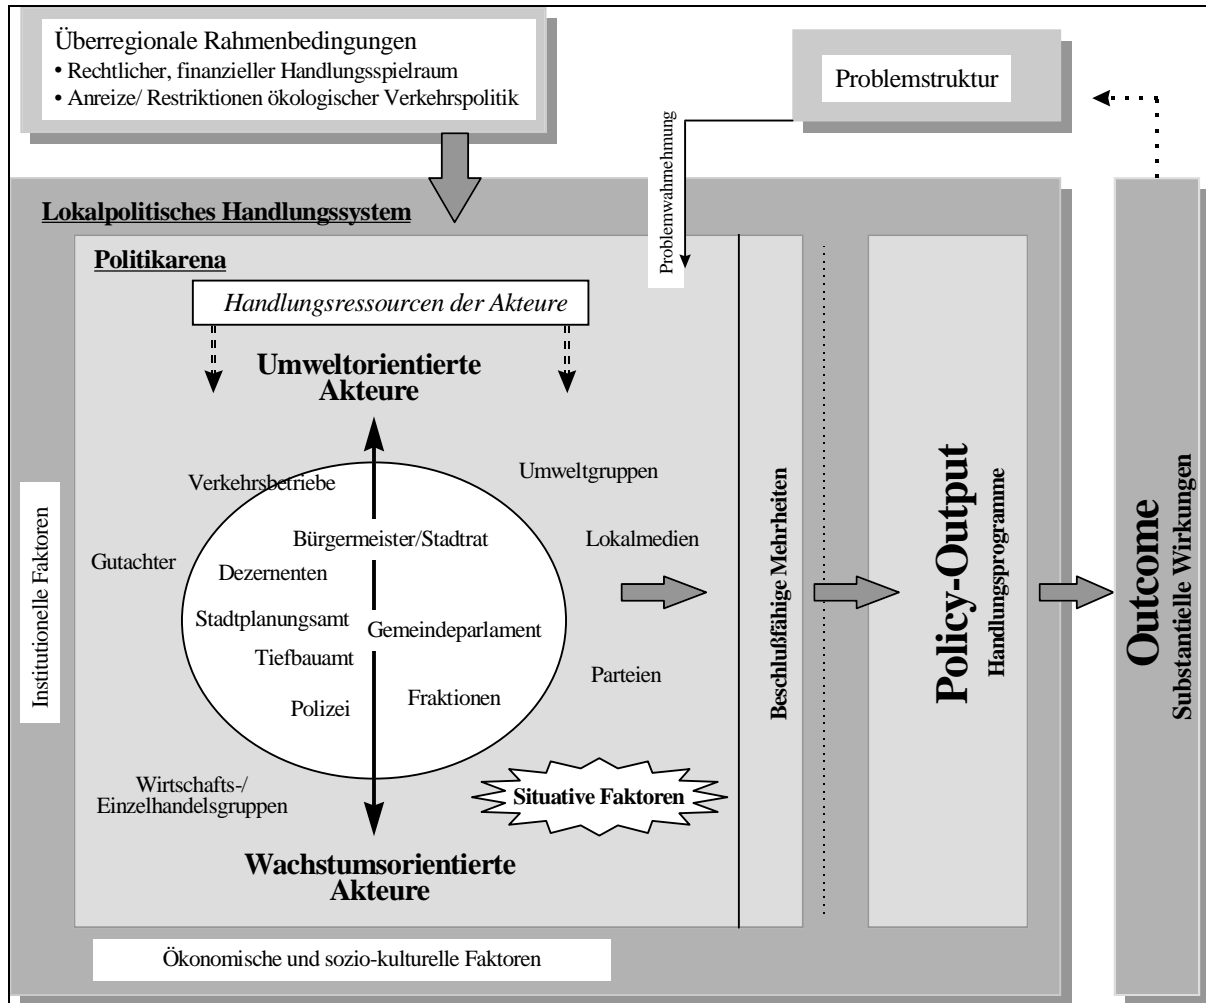 Überregionale Rahmenbedingungen
• Rechtlicher, finanzieller Handlungsspielraum
• Anreize/ Restriktionen ökologischer Verkehrspolitik
Problemstruktur
Problemwahrnehmung
Lokalpolitisches Handlungssystem
Politikarena
Handlungsressourcen der Akteure
Umweltorientierte
Akteure
Verkehrsbetriebe
Umweltgruppen
Bürgermeister/Stadtrat
Lokalmedien
Gutachter
Dezernenten
Stadtplanungsamt
Gemeindeparlament
Tiefbauamt
Parteien
Polizei
Fraktionen
Wirtschafts-/
Einzelhandelsgruppen
Situative Faktoren
Wachstumsorientierte
Akteure
Institutionelle Faktoren
Ökonomische und sozio-kulturelle Faktoren
Beschlußfähige Mehrheiten
Policy-Output
Handlungsprogramme
Outcome
Substantielle Wirkungen